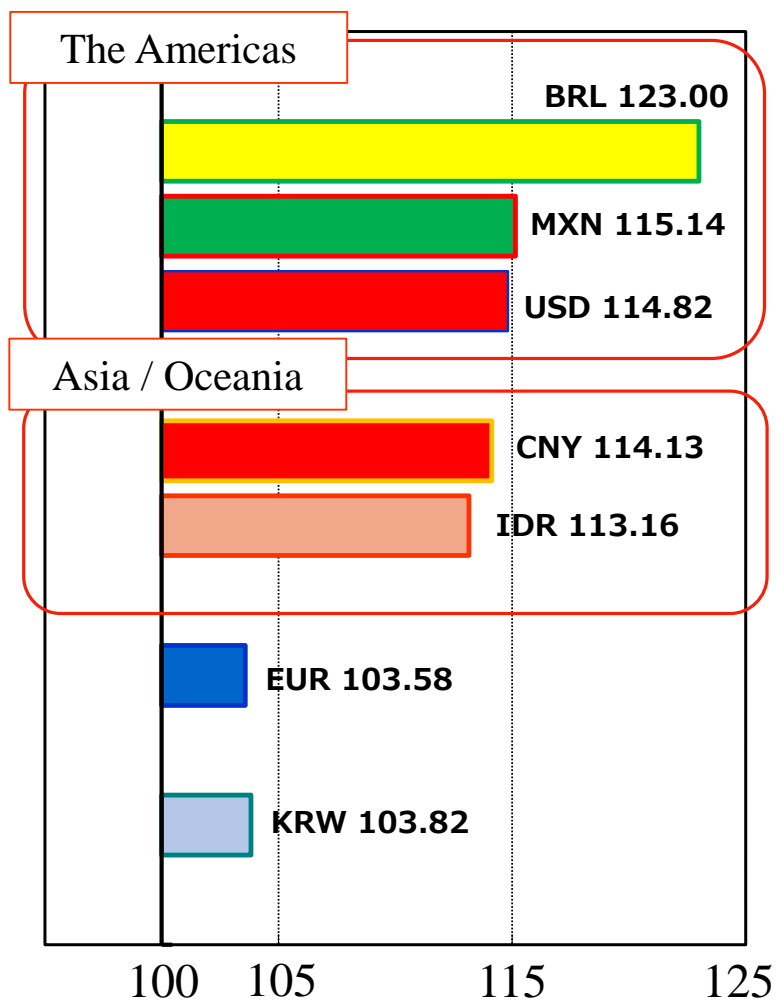 The Americas
BRL 123.00
MXN 115.14
USD 114.82
Asia / Oceania
CNY 114.13
IDR 113.16
EUR 103.58
KRW 103.82
100 105 115 125